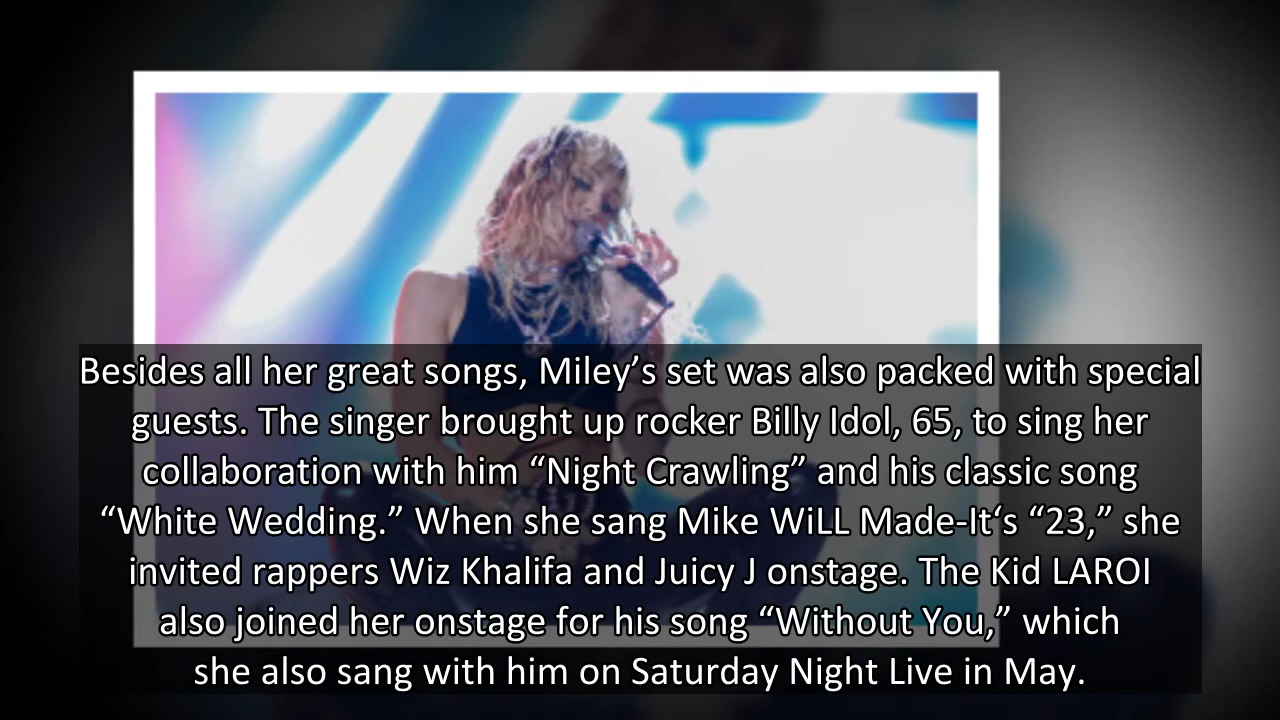 Besides all her great songs, Miley’s set was also packed with special
guests. The singer brought up rocker Billy Idol, 65, to sing her
collaboration with him “Night Crawling” and his classic song
“White Wedding.” When she sang Mike WiLL Made-It‘s “23,” she
invited rappers Wiz Khalifa and Juicy J onstage. The Kid LAROI
also joined her onstage for his song “Without You,” which
she also sang with him on Saturday Night Live in May.